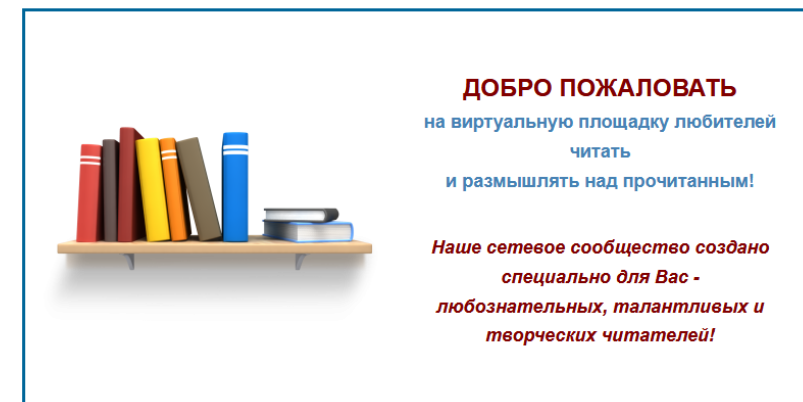 ДОБРО ПОЖАЛОВАТЬ
на виртуальную площадку любителей
читать
и размышлять над прочитанным!
Наше сетевое сообщество создано
специально для Вас -
любознательных, талантливых и
творческих читателей!